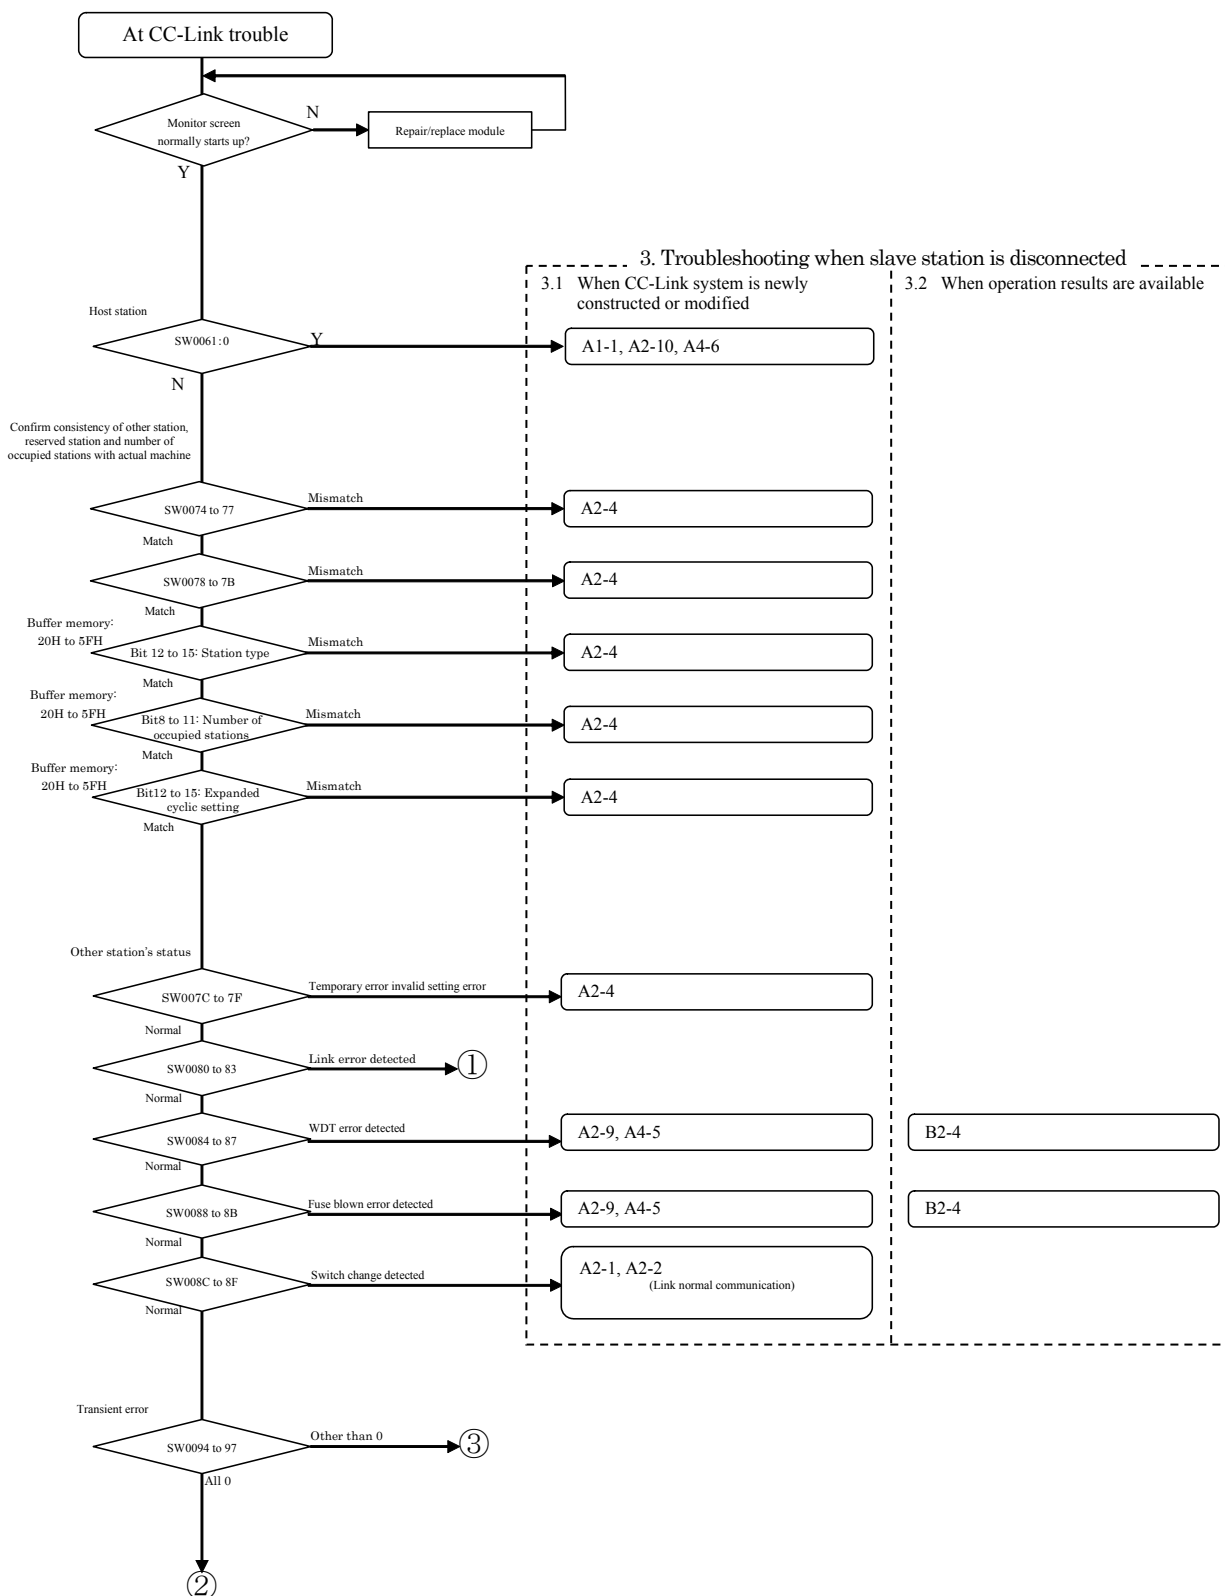 At CC-Link trouble
Monitor screen
normally starts up?
N
Repair/replace module
Y
3. Troubleshooting when slave station is disconnected
3.1 When CC-Link system is newly
constructed or modified
3.2 When operation results are available
Host station
SW0061:0
Y
A1-1, A2-10, A4-6
N
Confirm consistency of other station,
reserved station and number of
occupied stations with actual machine
SW0074 to 77
Mismatch
A2-4
Match
SW0078 to 7B
Mismatch
A2-4
Match
Buffer memory:
20H to 5FH
Bit 12 to 15: Station type
Mismatch
A2-4
Match
Buffer memory:
20H to 5FH
Bit8 to 11: Number of
occupied stations
Mismatch
A2-4
Match
Buffer memory:
20H to 5FH
Bit12 to 15: Expanded
cyclic setting
Mismatch
A2-4
Match
Other station's status
SW007C to 7F
Temporary error invalid setting error
A2-4
Normal
SW0080 to 83
Link error detected
①
Normal
SW0084 to 87
WDT error detected
A2-9, A4-5
B2-4
Normal
SW0088 to 8B
Fuse blown error detected
A2-9, A4-5
B2-4
Normal
SW008C to 8F
Switch change detected
A2-1, A2-2
(Link normal communication)
Normal
Transient error
SW0094 to 97
Other than 0
③
All 0
②